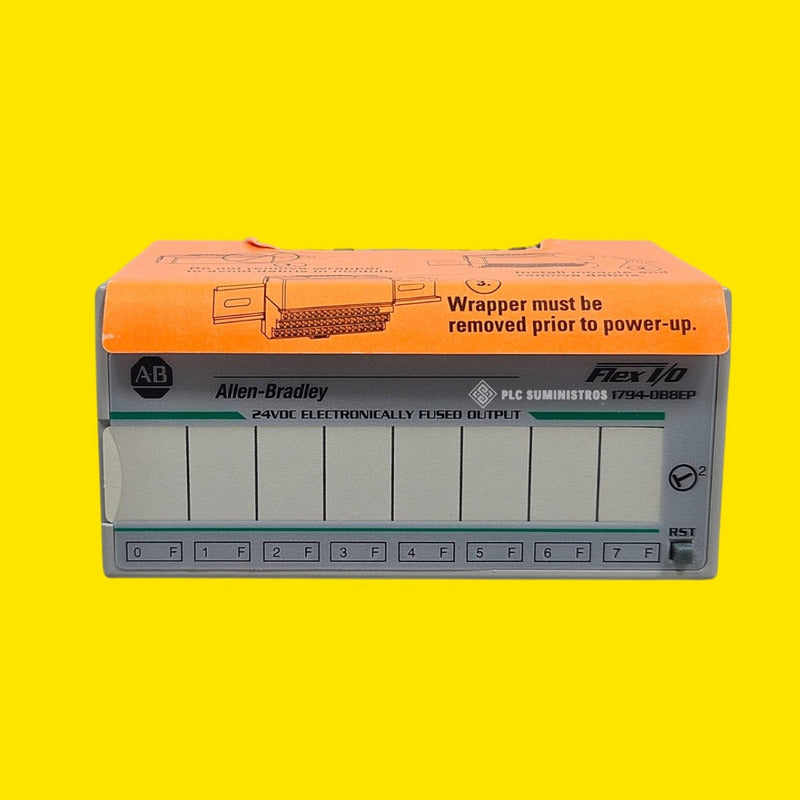 3.
Wrapper must be
removed prior to power-up.
AB
Allen-Bradley
Flex I/O
PLC SUMINISTROS
1794-OB8EP
24VDC ELECTRONICALLY FUSED OUTPUT
2
RST
0 F 1 F 2 F 3 F 4 F 5 F 6 F 7 F